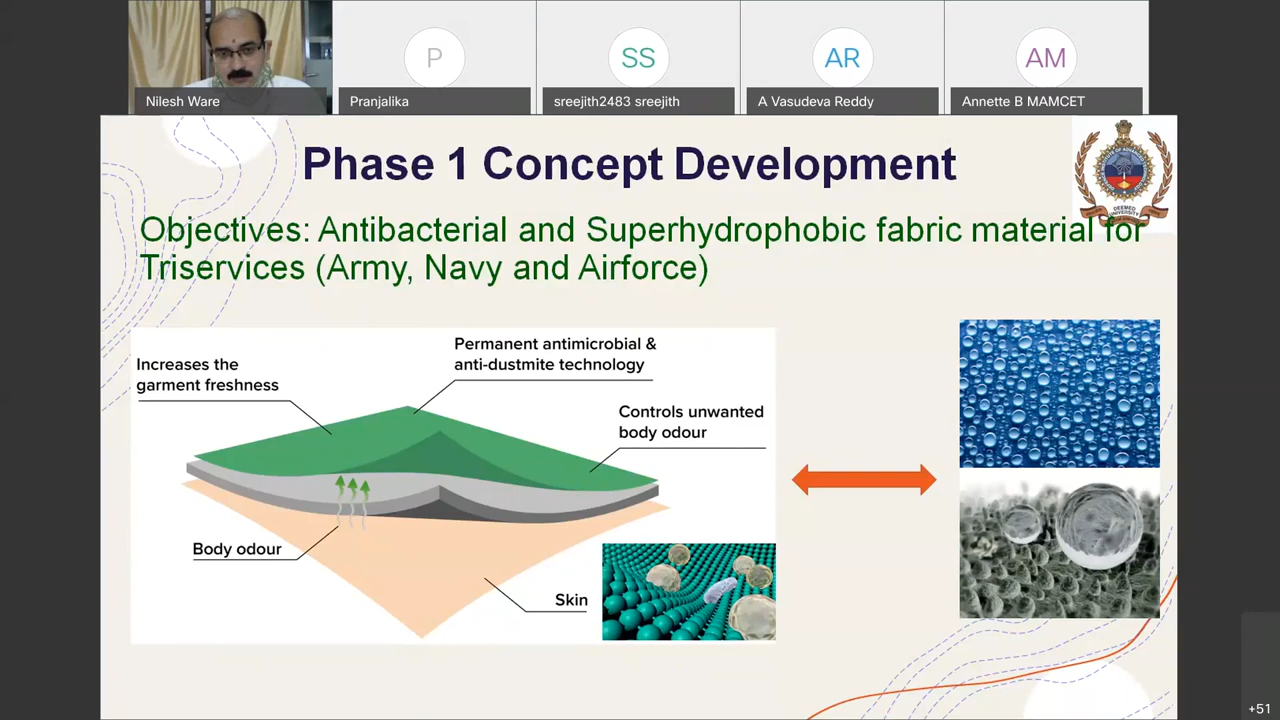 P
SS
AR
AM
Nilesh Ware
Pranjalika
sreejith2483 sreejith
A Vasudeva Reddy
Annette B MAMCET
Phase 1 Concept Development
DEEMED
UNIVERSITY
Objectives: Antibacterial and Superhydrophobic fabric material for
Triservices (Army, Navy and Airforce)
Increases the
garment freshness
Permanent antimicrobial &
anti-dustmite technology
Controls unwanted
body odour
Body odour
Skin
+51